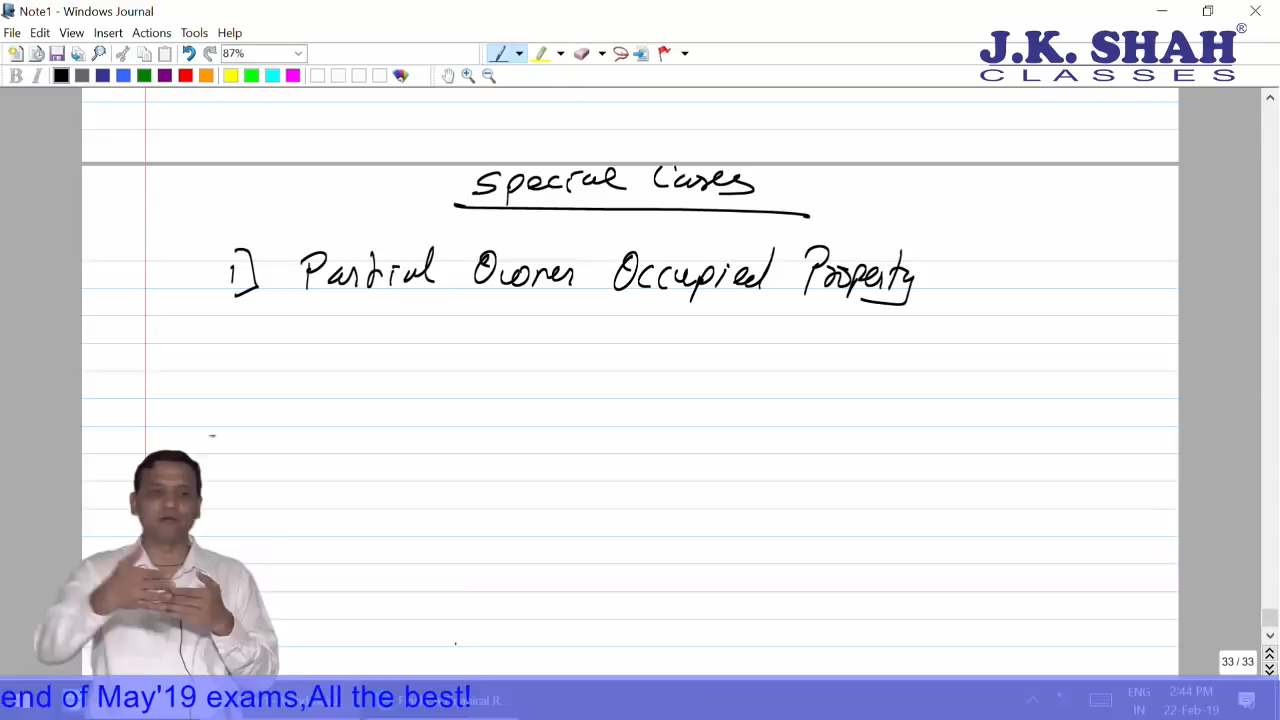 Note1 - Windows Journal
File Edit View Insert Actions Tools Help
87%
J.K. SHAH®
CLASSES
Special Cases
1] Partial Owner Occupied Property
33 / 33
end of May'19 exams,All the best!
ENG
IN
2:44 PM
22-Feb-19